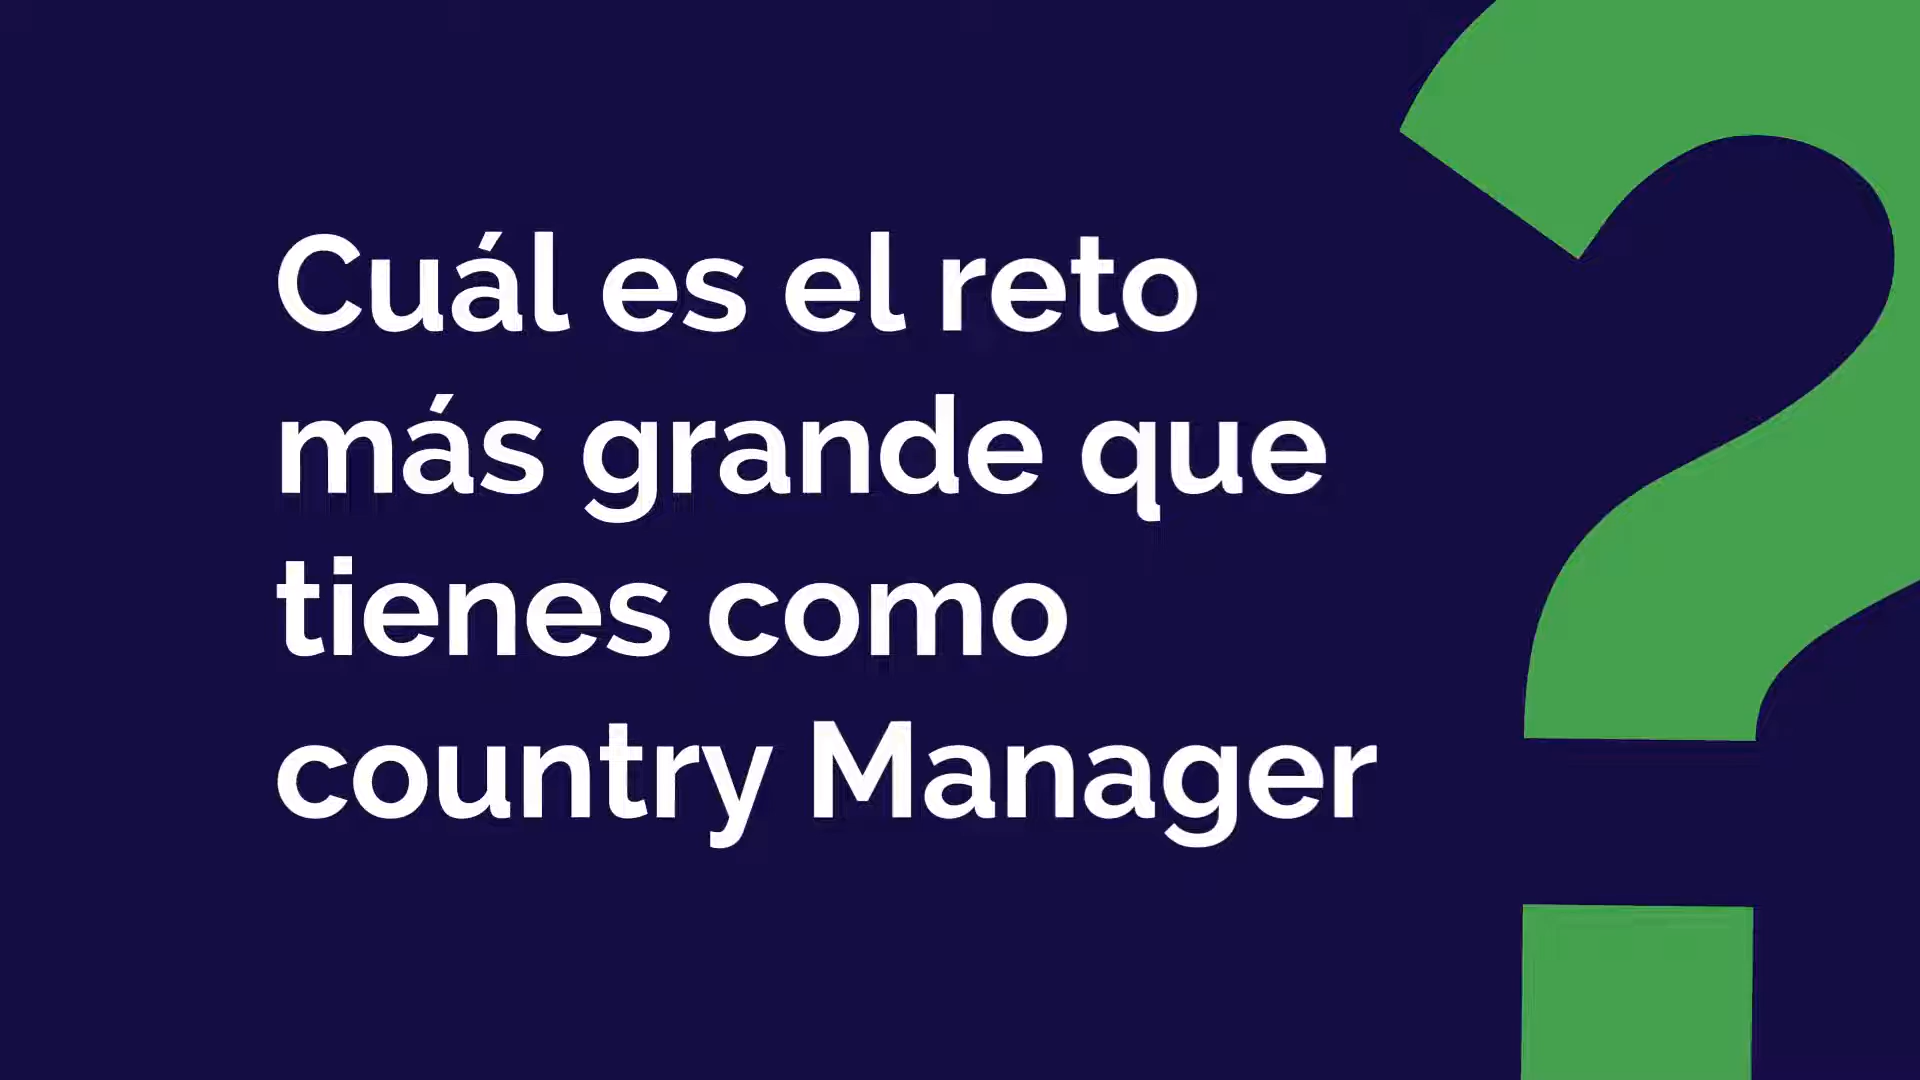 Cuál es el reto
más grande que
tienes como
country Manager
?